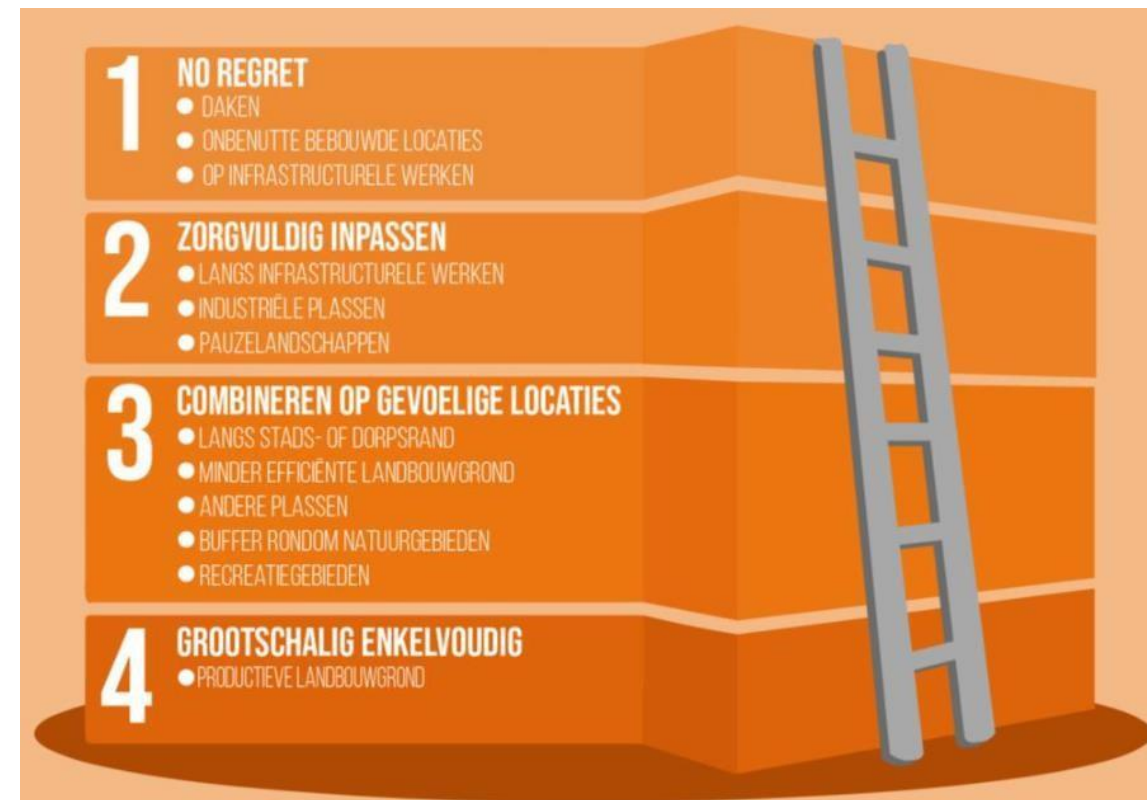 1
NO REGRET
● DAKEN
● ONBENUTTE BEBOUWDE LOCATIES
● OP INFRASTRUCTURELE WERKEN
2
ZORGVULDIG INPASSEN
● LANGS INFRASTRUCTURELE WERKEN
● INDUSTRIËLE PLASSEN
● PAUZELANDSCHAPPEN
3
COMBINEREN OP GEVOELIGE LOCATIES
● LANGS STADS- OF DORPSRAND
● MINDER EFFICIËNTE LANDBOUWGROND
● ANDERE PLASSEN
● BUFFER RONDOM NATUURGEBIEDEN
● RECREATIEGEBIEDEN
4
GROOTSCHALIG ENKELVOUDIG
● PRODUCTIEVE LANDBOUWGROND